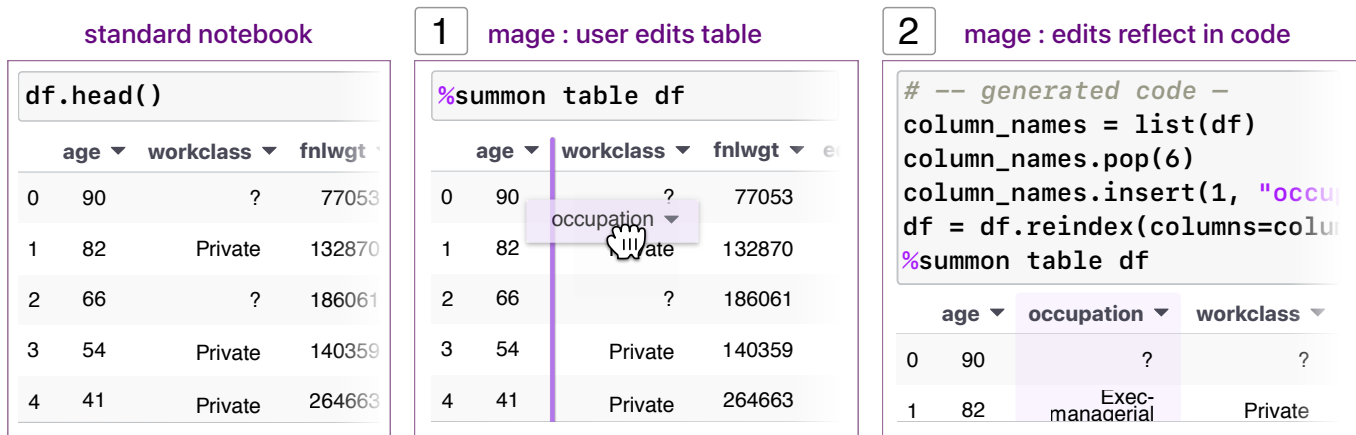 standard notebook
df.head()
age workclass fnlwgt
0 90 ? 77053
1 82 Private 132870
2 66 ? 186061
3 54 Private 140359
4 41 Private 264663
1 mage : user edits table
%summon table df
age workclass fnlwgt
0 90 ? 77053
occupation
1 82 132870
2 66 ? 186061
3 54 Private 140359
4 41 Private 264663
2 mage : edits reflect in code
# -- generated code –
column_names = list(df)
column_names.pop(6)
column_names.insert(1, "occu
df = df.reindex(columns=colu
%summon table df
age occupation workclass
0 90 ? ?
1 82 Exec-
managerial Private